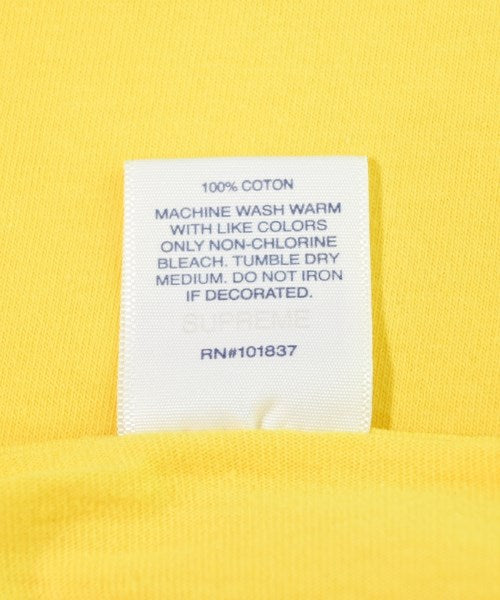 100% COTON
MACHINE WASH WARM
WITH LIKE COLORS
ONLY NON-CHLORINE
BLEACH. TUMBLE DRY
MEDIUM. DO NOT IRON
IF DECORATED.
SUPREME
RN#101837